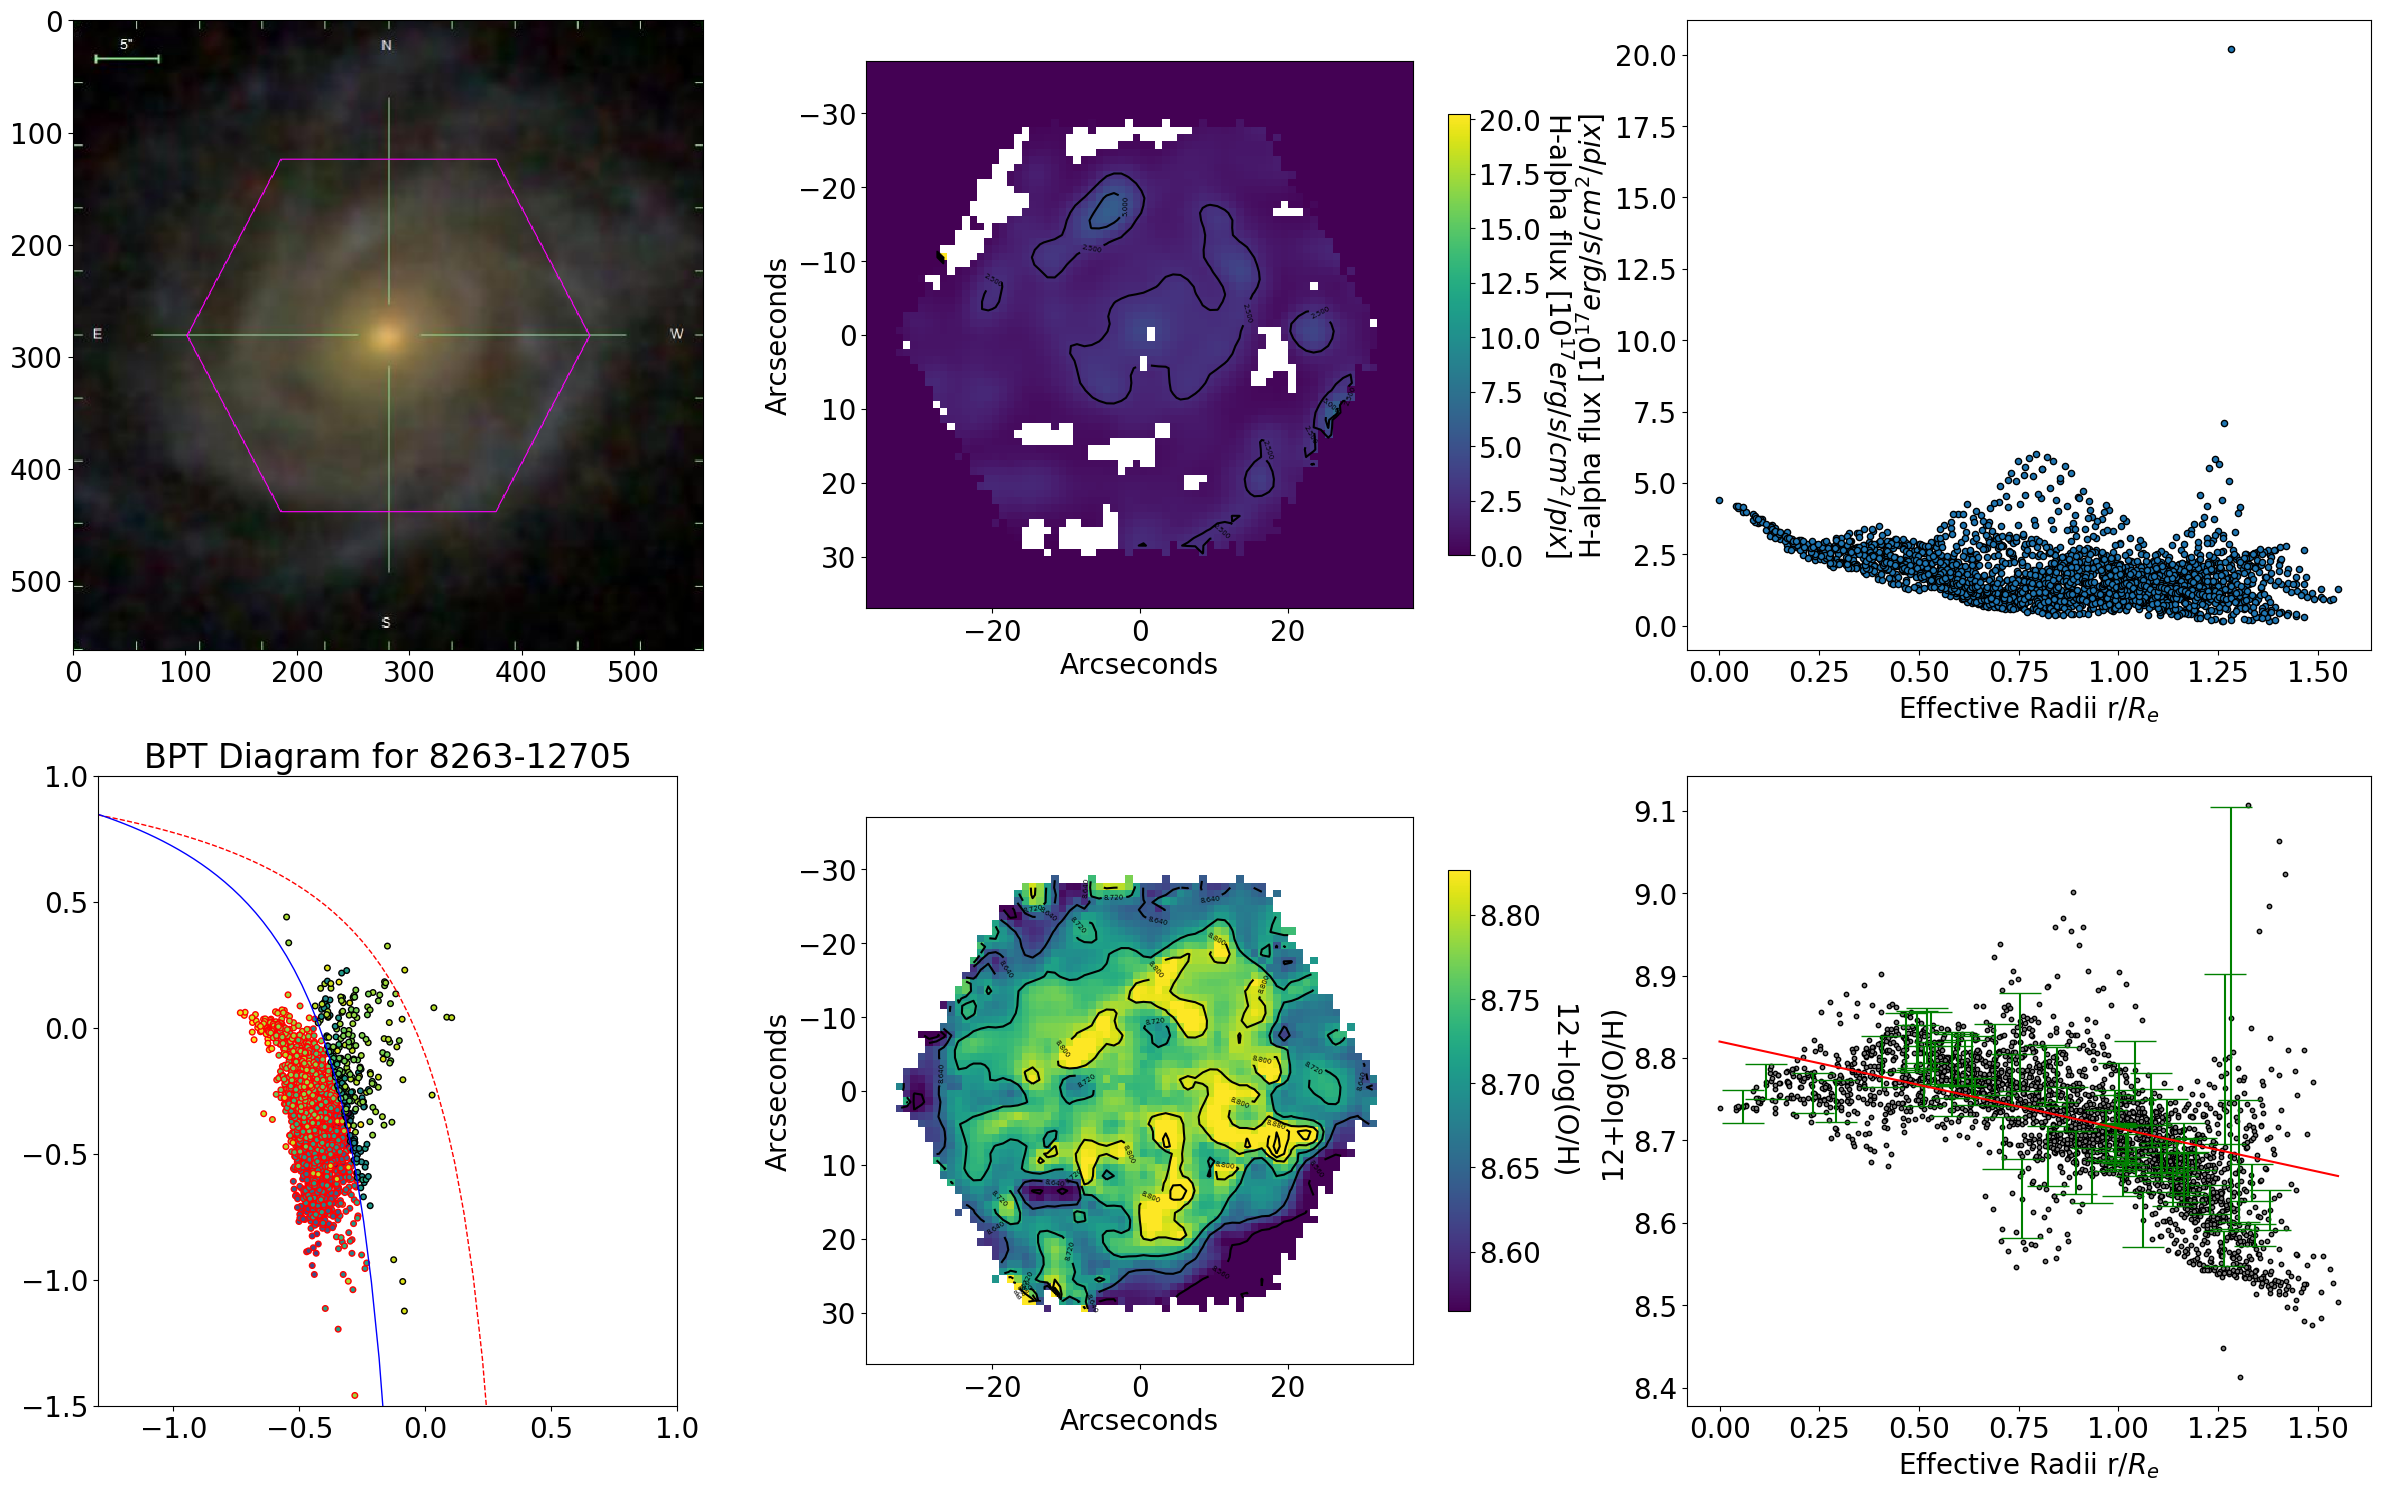 0
100
200
300
400
500
0 100 200 300 400 500
5"
N
E
W
S
−30
−20
−10
0
10
20
30
−20 0 20
Arcseconds
Arcseconds
20.0
17.5
15.0
12.5
10.0
7.5
5.0
2.5
0.0
H-alpha flux [10^17 erg/s/cm^2/pix]
H-alpha flux [10^17 erg/s/cm^2/pix]
20.0
17.5
15.0
12.5
10.0
7.5
5.0
2.5
0.0
0.00 0.25 0.50 0.75 1.00 1.25 1.50
Effective Radii r/R_e
BPT Diagram for 8263-12705
1.0
0.5
0.0
−0.5
−1.0
−1.5
−1.0 −0.5 0.0 0.5 1.0
−30
−20
−10
0
10
20
30
−20 0 20
Arcseconds
Arcseconds
8.80
8.75
8.70
8.65
8.60
12+log(O/H)
12+log(O/H)
9.1
9.0
8.9
8.8
8.7
8.6
8.5
8.4
0.00 0.25 0.50 0.75 1.00 1.25 1.50
Effective Radii r/R_e